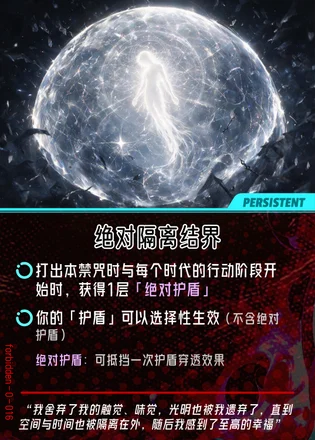 PERSISTENT
绝对隔离结界
打出本禁咒时与每个时代的行动阶段开
始时，获得1层「绝对护盾」
你的「护盾」可以选择性生效（不含绝对
护盾）
绝对护盾：可抵挡一次护盾穿透效果
forbidden-0-016
“我舍弃了我的触觉、味觉，光明也被我遗弃了，直到
空间与时间也被隔离在外，随后我感到了至高的幸福”